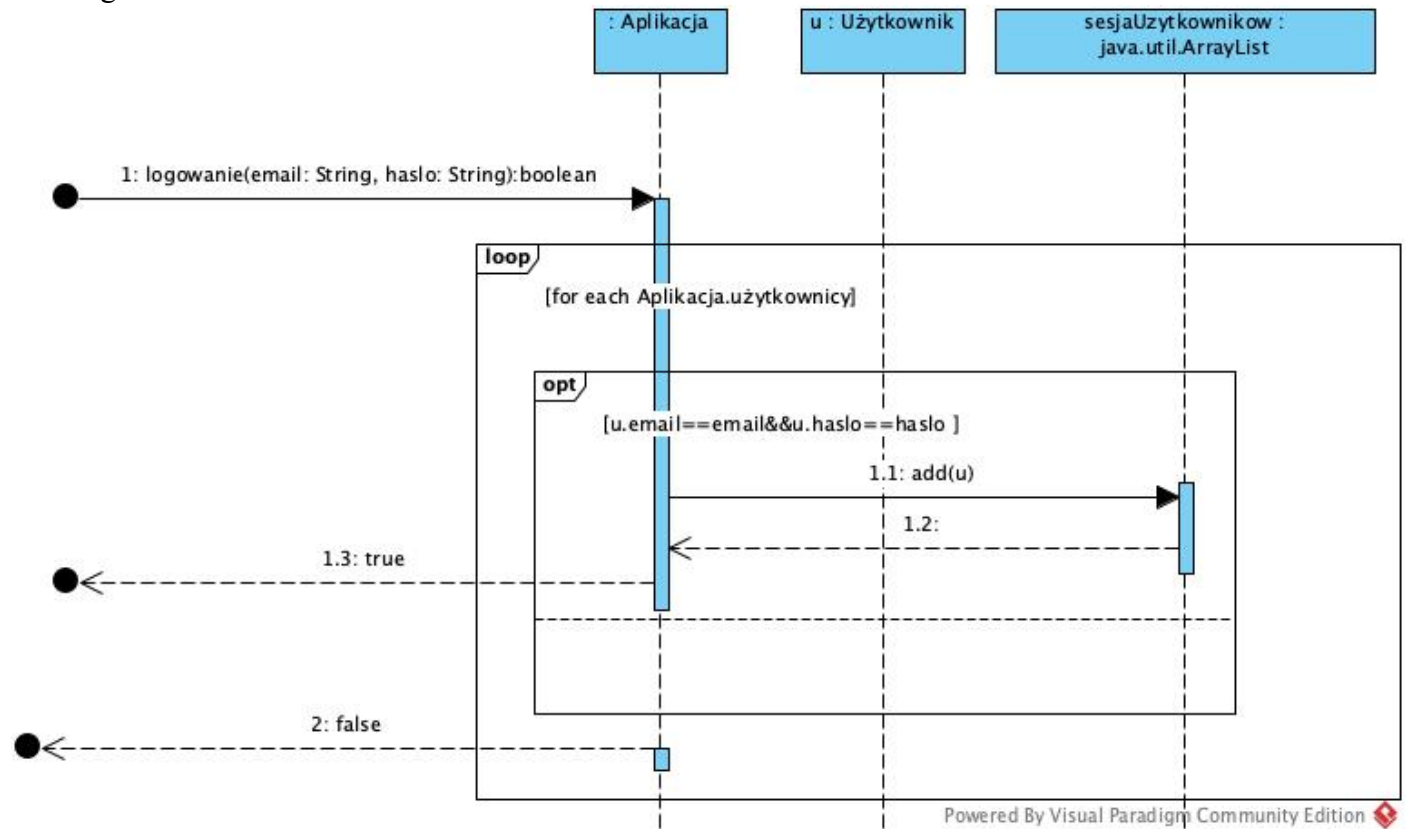 : Aplikacja
u : Użytkownik
sesjaUzytkownikow :
java.util.ArrayList
1: logowanie(email: String, haslo: String):boolean
loop
[for each Aplikacja.użytkownicy]
opt
[u.email==email&&u.haslo==haslo ]
1.1: add(u)
1.2:
1.3: true
2: false
Powered By Visual Paradigm Community Edition